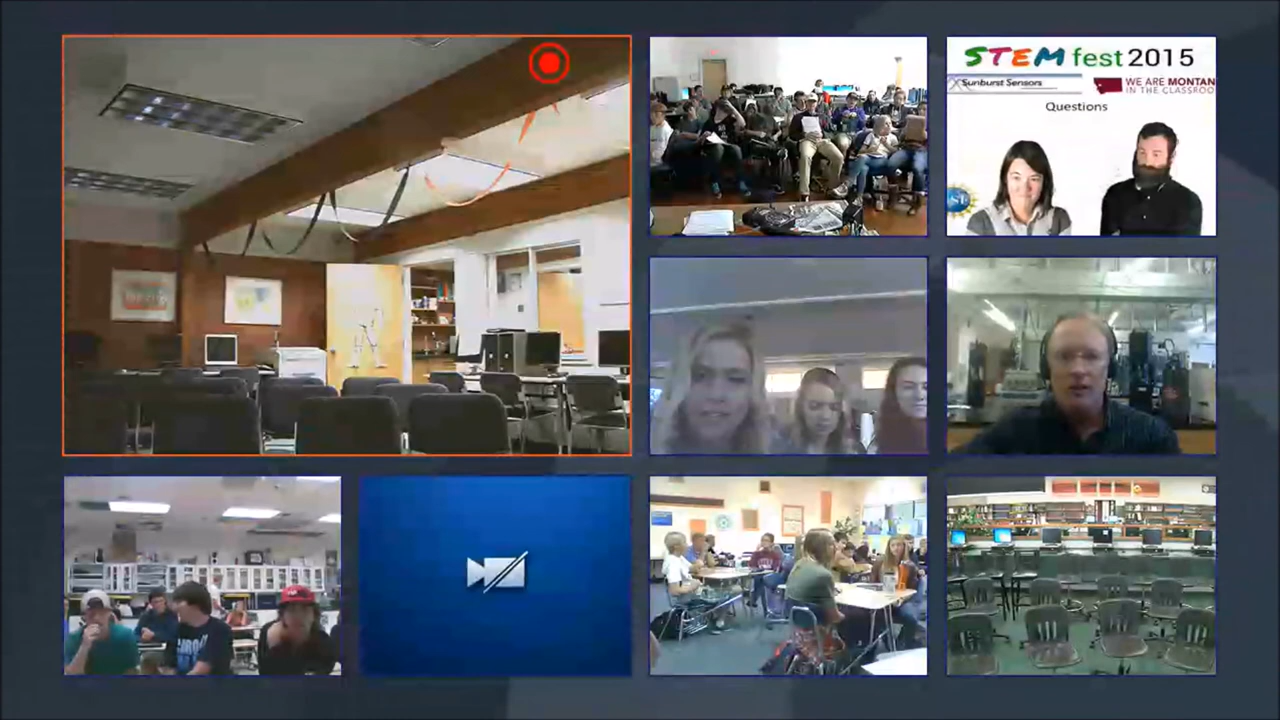 STEM fest 2015
Sunburst Sensors
WE ARE MONTAN
IN THE CLASSROO
Questions